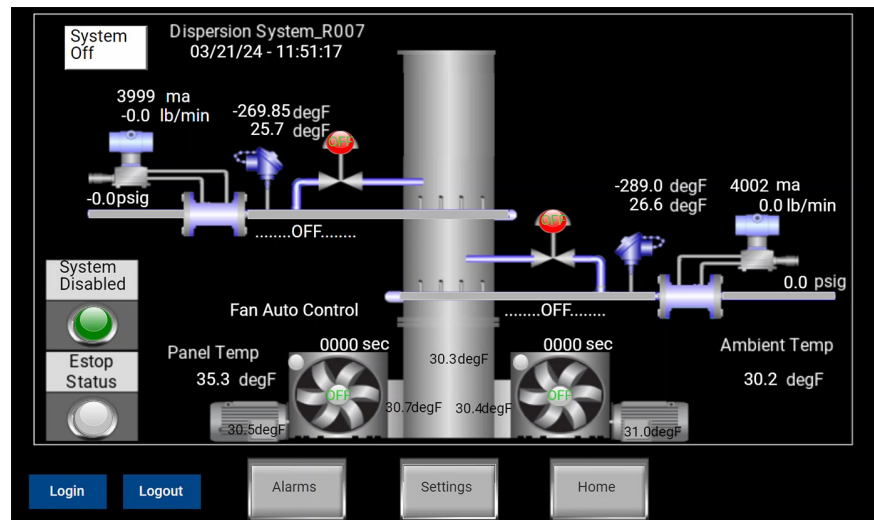 System
Off
Dispersion System_R007
03/21/24 - 11:51:17
3999 ma
-0.0 lb/min
-269.85 degF
25.7 degF
OFF
-0.0 psig
........OFF........
-289.0 degF
26.6 degF
4002 ma
0.0 lb/min
OFF
0.0 psig
........OFF........
System
Disabled
Fan Auto Control
Estop
Status
Panel Temp
35.3 degF
0000 sec
30.3 degF
0000 sec
Ambient Temp
30.2 degF
OFF
OFF
30.7degF
30.4degF
30.5degF
31.0degF
Login
Logout
Alarms
Settings
Home